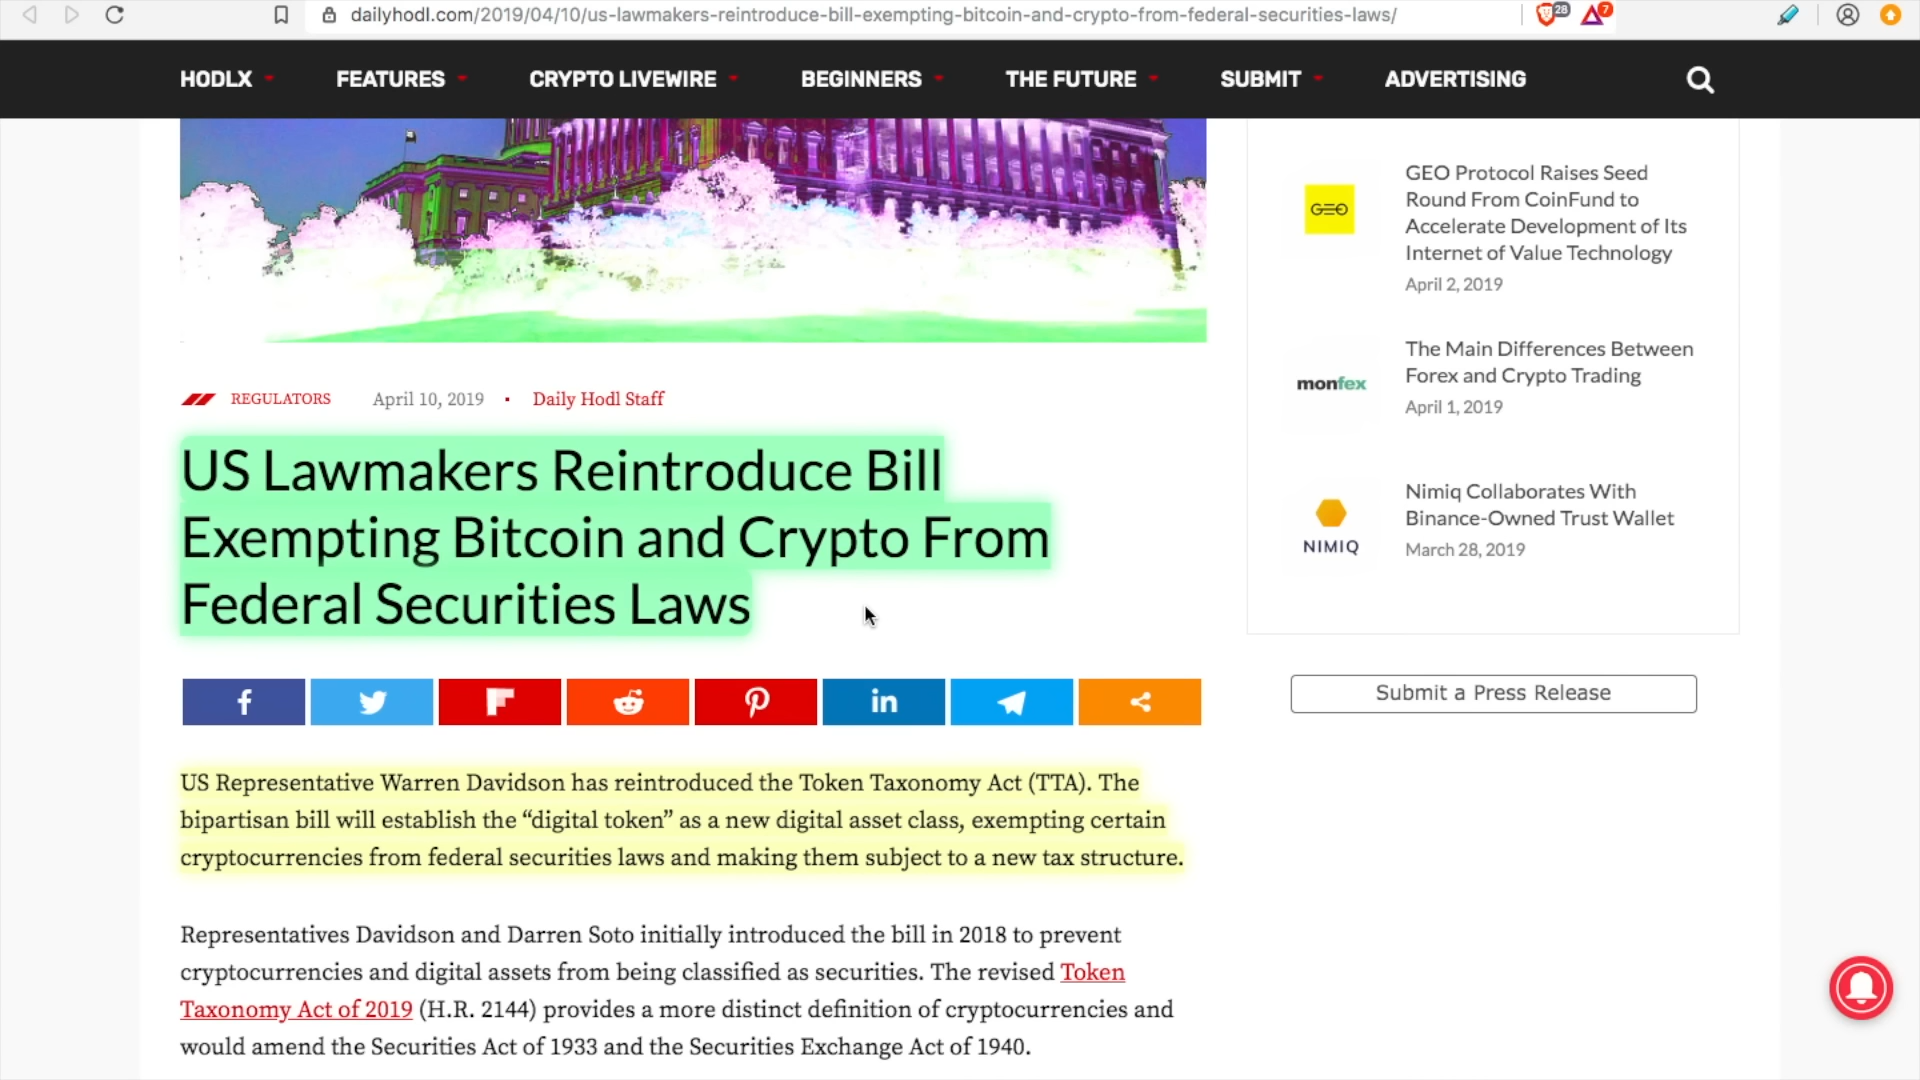 dailyhodl.com/2019/04/10/us-lawmakers-reintroduce-bill-exempting-bitcoin-and-crypto-from-federal-securities-laws/
28
7
HODLX
FEATURES
CRYPTO LIVEWIRE
BEGINNERS
THE FUTURE
SUBMIT
ADVERTISING
REGULATORS
April 10, 2019
Daily Hodl Staff
US Lawmakers Reintroduce Bill
Exempting Bitcoin and Crypto From
Federal Securities Laws
US Representative Warren Davidson has reintroduced the Token Taxonomy Act (TTA). The
bipartisan bill will establish the “digital token” as a new digital asset class, exempting certain
cryptocurrencies from federal securities laws and making them subject to a new tax structure.
Representatives Davidson and Darren Soto initially introduced the bill in 2018 to prevent
cryptocurrencies and digital assets from being classified as securities. The revised Token
Taxonomy Act of 2019 (H.R. 2144) provides a more distinct definition of cryptocurrencies and
would amend the Securities Act of 1933 and the Securities Exchange Act of 1940.
GEO
GEO Protocol Raises Seed
Round From CoinFund to
Accelerate Development of Its
Internet of Value Technology
April 2, 2019
monfex
The Main Differences Between
Forex and Crypto Trading
April 1, 2019
NIMIQ
Nimiq Collaborates With
Binance-Owned Trust Wallet
March 28, 2019
Submit a Press Release